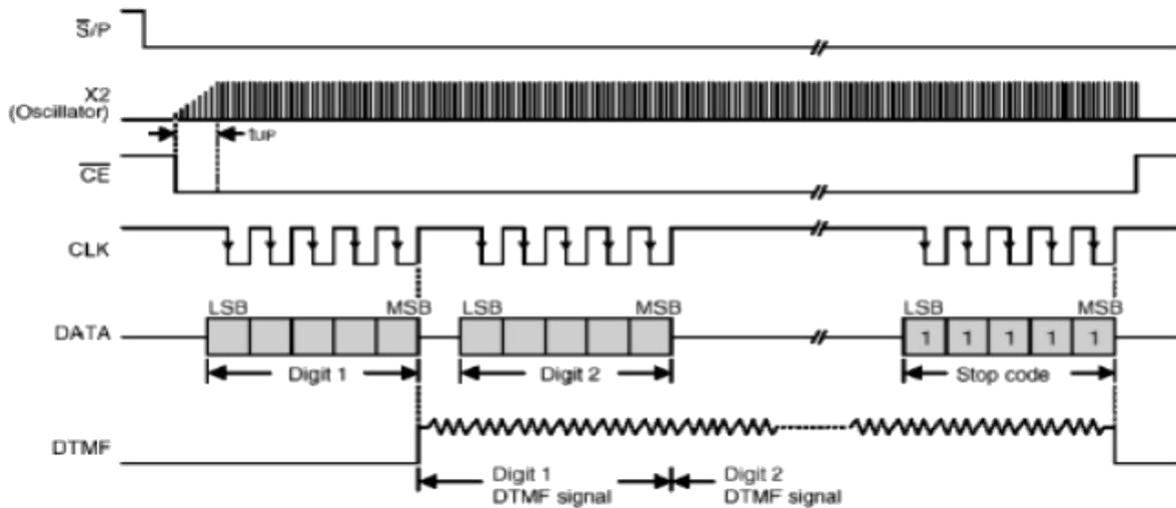 S̅/P
X2
(Oscillator)
tUP
C̅E̅
CLK
LSB MSB LSB MSB LSB MSB
DATA 1 1 1 1 1
Digit 1 Digit 2 Stop code
DTMF
Digit 1 Digit 2
DTMF signal DTMF signal